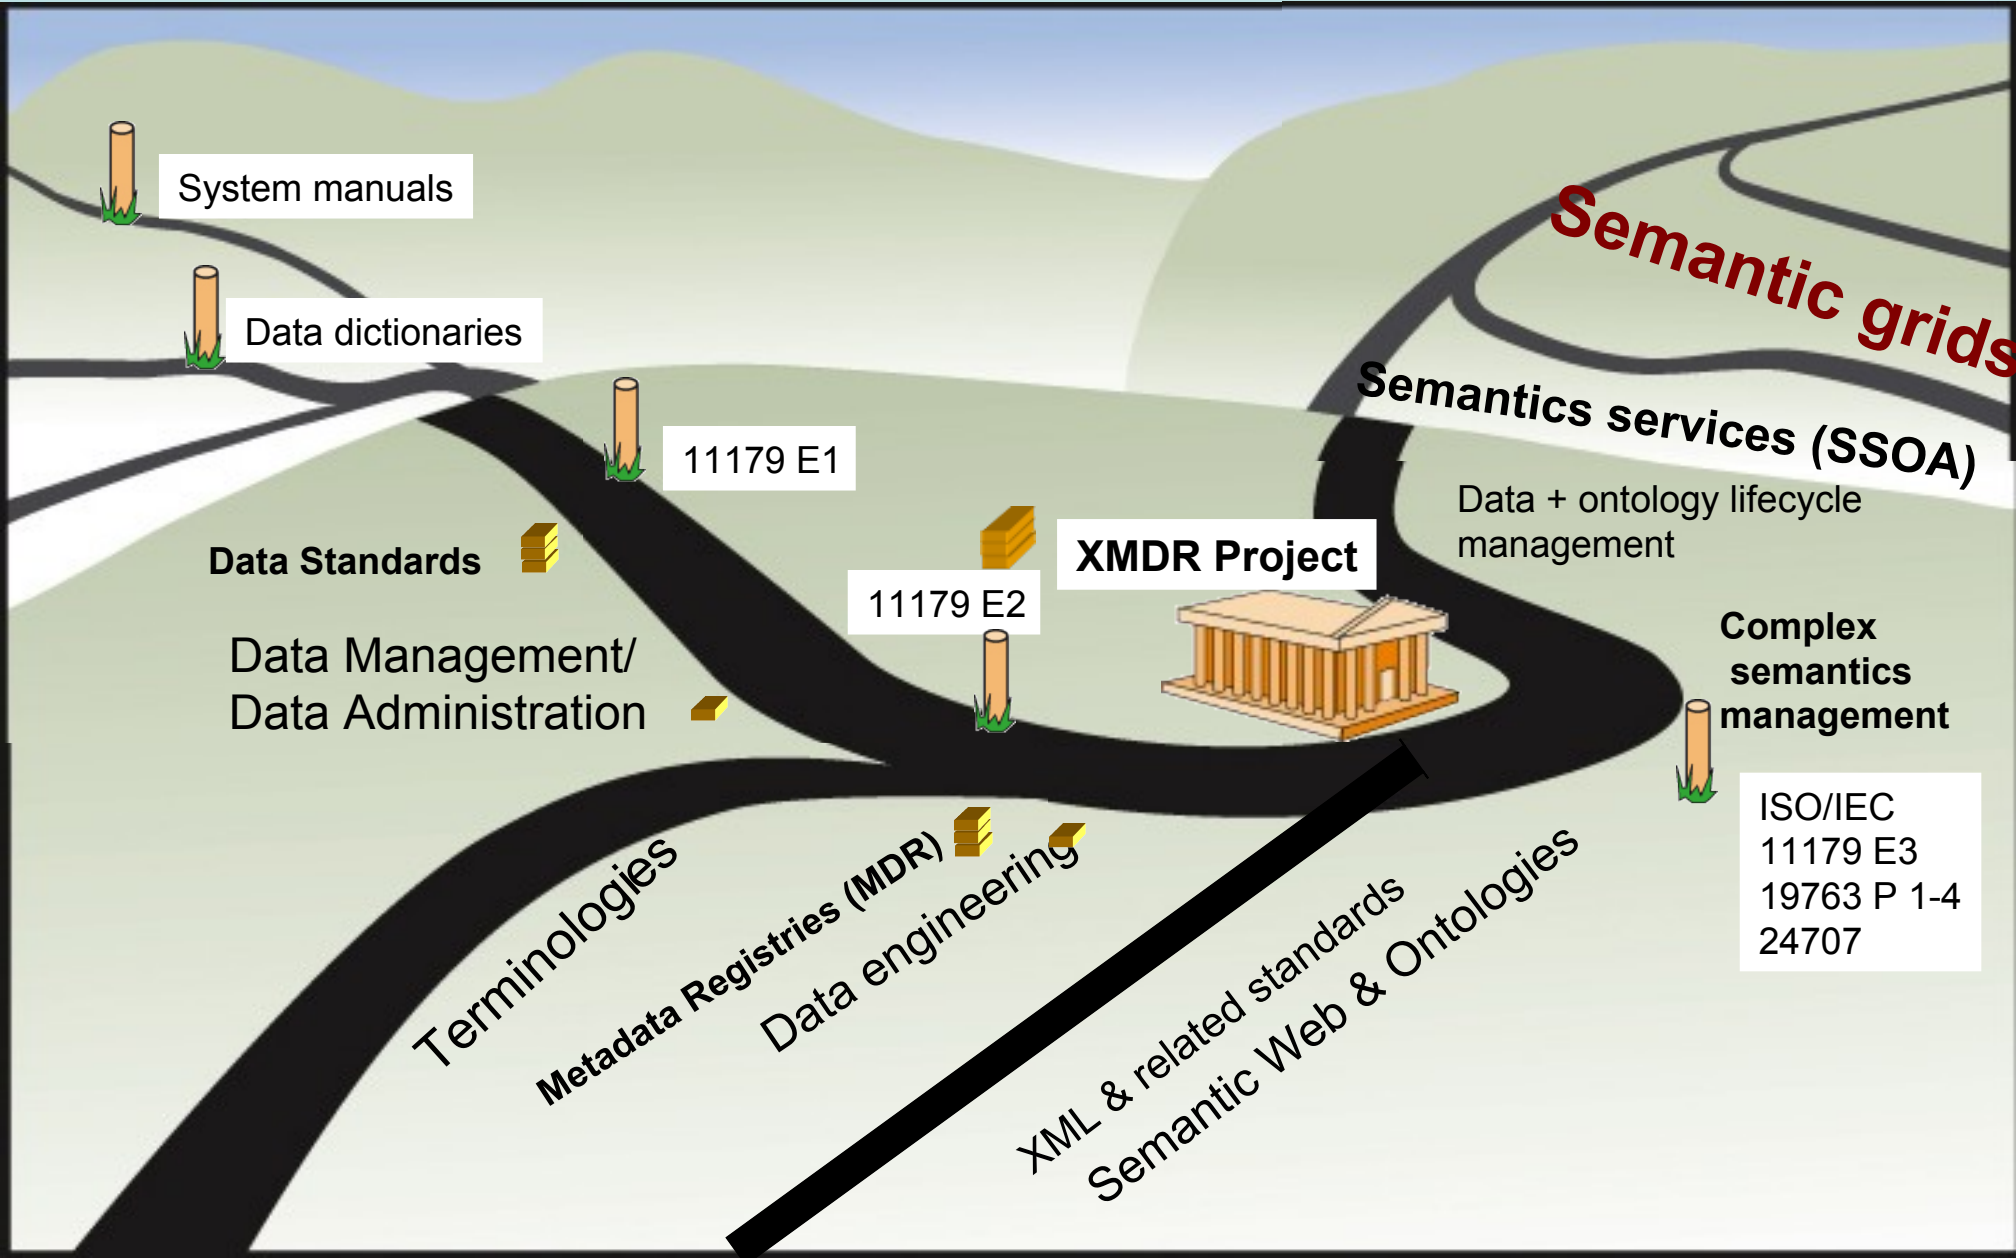 System manuals
Data dictionaries
11179 E1
Data Standards
Data Management/
Data Administration
11179 E2
XMDR Project
Semantic grids
Semantics services (SSOA)
Data + ontology lifecycle
management
Complex
semantics
management
ISO/IEC
11179 E3
19763 P 1-4
24707
Terminologies
Metadata Registries (MDR)
Data engineering
XML & related standards
Semantic Web & Ontologies